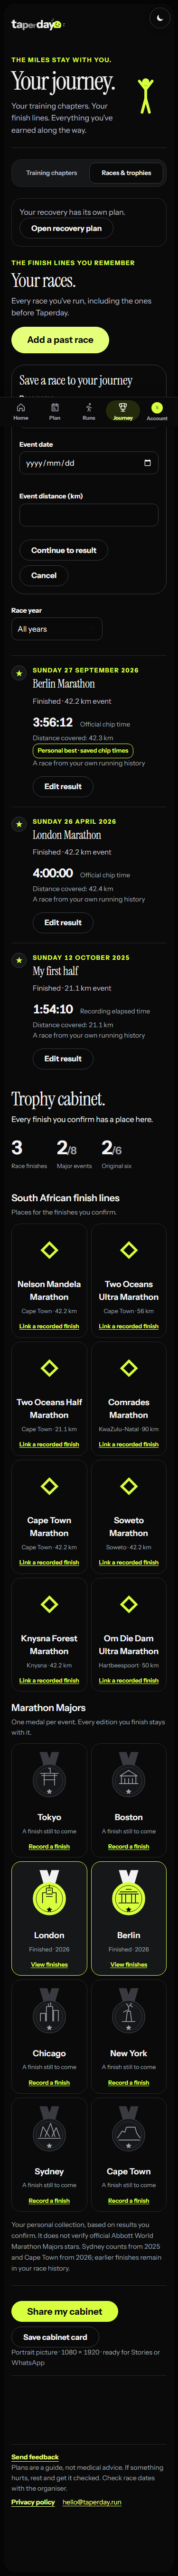 taperday
THE MILES STAY WITH YOU.
Your journey.
Your training chapters. Your
finish lines. Everything you've
earned along the way.
Training chapters
Races & trophies
Your recovery has its own plan.
Open recovery plan
THE FINISH LINES YOU REMEMBER
Your races.
Every race you've run, including the ones
before Taperday.
Add a past race
Save a race to your journey
Home
Plan
Runs
Journey
Account
Event date
yyyy/mm/dd
Event distance (km)
Continue to result
Cancel
Race year
All years
SUNDAY 27 SEPTEMBER 2026
Berlin Marathon
Finished · 42.2 km event
3:56:12 Official chip time
Distance covered: 42.3 km
Personal best · saved chip times
A race from your own running history
Edit result
SUNDAY 26 APRIL 2026
London Marathon
Finished · 42.2 km event
4:00:00 Official chip time
Distance covered: 42.4 km
A race from your own running history
Edit result
SUNDAY 12 OCTOBER 2025
My first half
Finished · 21.1 km event
1:54:10 Recording elapsed time
Distance covered: 21.1 km
A race from your own running history
Edit result
Trophy cabinet.
Every finish you confirm has a place here.
3
2/8
2/6
Race finishes
Major events
Original six
South African finish lines
Places for the finishes you confirm.
Nelson Mandela
Marathon
Cape Town · 42.2 km
Link a recorded finish
Two Oceans
Ultra Marathon
Cape Town · 56 km
Link a recorded finish
Two Oceans Half
Marathon
Cape Town · 21.1 km
Link a recorded finish
Comrades
Marathon
KwaZulu-Natal · 90 km
Link a recorded finish
Cape Town
Marathon
Cape Town · 42.2 km
Link a recorded finish
Soweto
Marathon
Soweto · 42.2 km
Link a recorded finish
Knysna Forest
Marathon
Knysna · 42.2 km
Link a recorded finish
Om Die Dam
Ultra Marathon
Hartbeespoort · 50 km
Link a recorded finish
Marathon Majors
One medal per event. Every edition you finish stays
with it.
Tokyo
A finish still to come
Record a finish
Boston
A finish still to come
Record a finish
London
Finished · 2026
View finishes
Berlin
Finished · 2026
View finishes
Chicago
A finish still to come
Record a finish
New York
A finish still to come
Record a finish
Sydney
A finish still to come
Record a finish
Cape Town
A finish still to come
Record a finish
Your personal collection, based on results you
confirm. It does not verify official Abbott World
Marathon Majors stars. Sydney counts from 2025
and Cape Town from 2026; earlier finishes remain
in your race history.
Share my cabinet
Save cabinet card
Portrait picture · 1080 × 1920 · ready for Stories or
WhatsApp
Send feedback
Plans are a guide, not medical advice. If something
hurts, rest and get it checked. Check race dates
with the organiser.
Privacy policy
hello@taperday.run